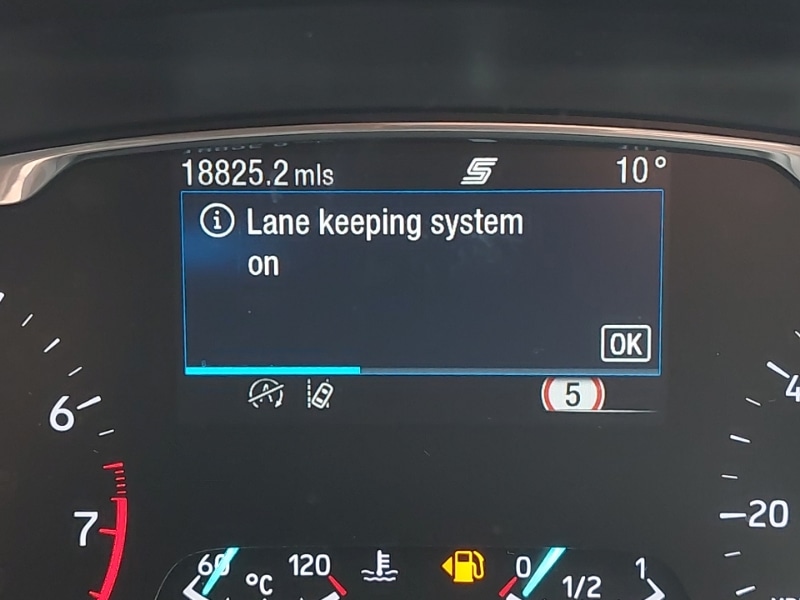 18825.2 mls S 10°
i Lane keeping system
on
OK
A 5
6
7
4
20
60 °C 120
0 1/2 1